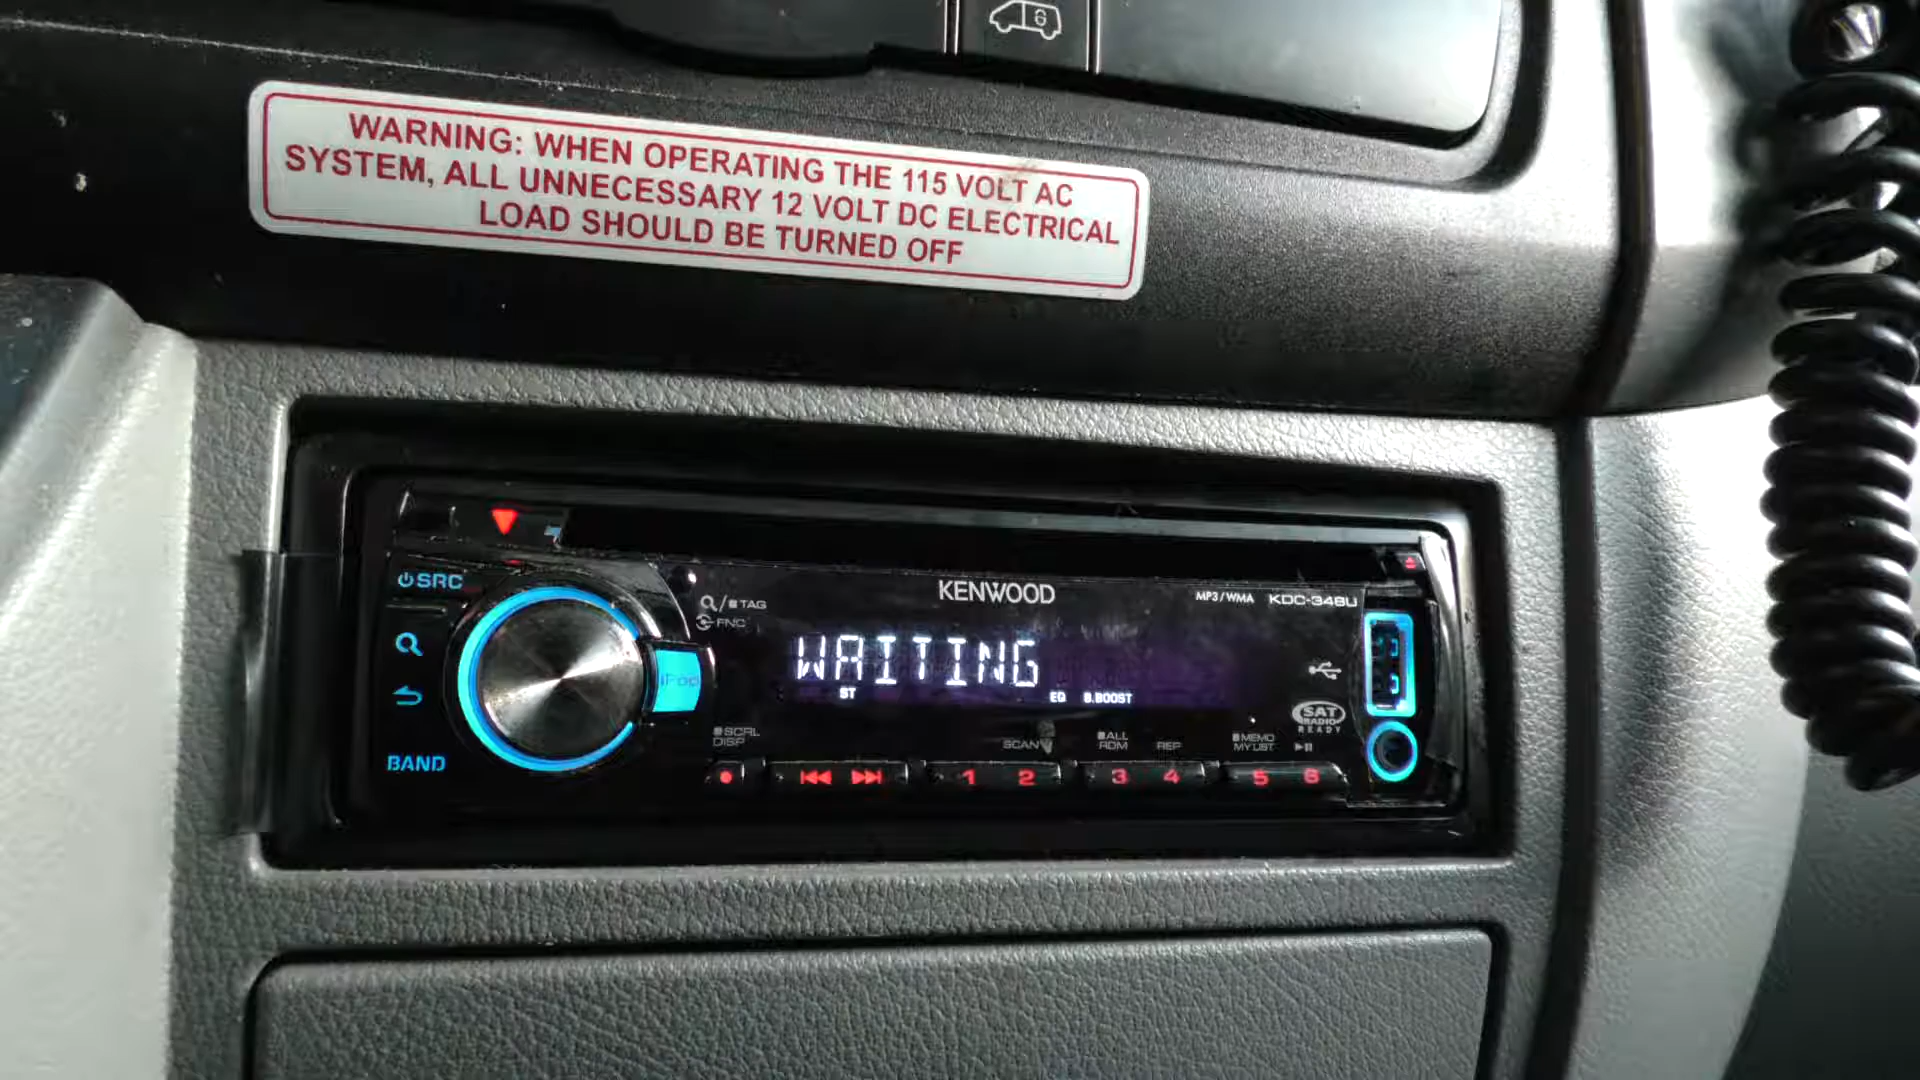 6
WARNING: WHEN OPERATING THE 115 VOLT AC
SYSTEM, ALL UNNECESSARY 12 VOLT DC ELECTRICAL
LOAD SHOULD BE TURNED OFF
SRC
TAG
FNC
KENWOOD
MP3/WMA KDC-348U
iPod
WAITING
ST
EQ B.BOOST
SAT
RADIO
READY
BAND
SCRL
DISP
SCAN
ALL
RDM
REP
MEMO
MY LIST
1 2 3 4 5 6